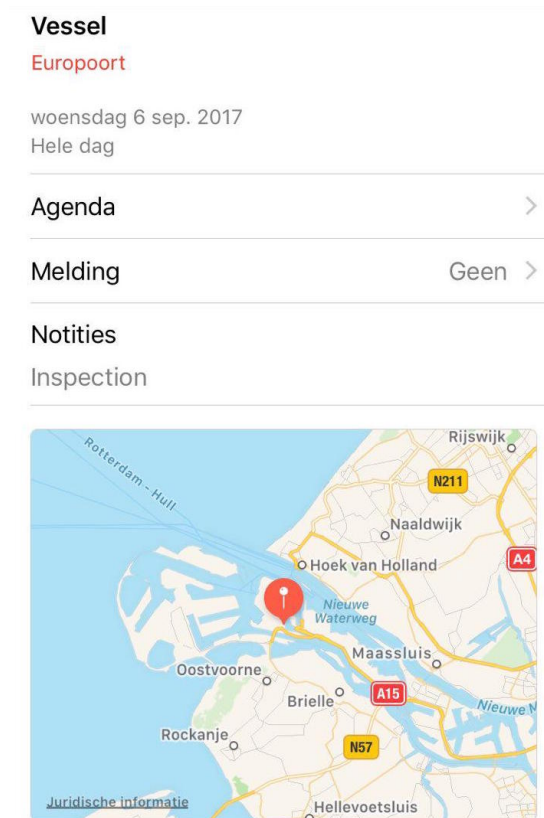 Vessel
Europoort
woensdag 6 sep. 2017
Hele dag
Agenda
Melding Geen
Notities
Inspection
Rijswijk
Rotterdam - Hull
N211
Naaldwijk
A4
Hoek van Holland
Nieuwe
Waterweg
Maassluis
Oostvoorne
A15
Brielle
Nieuwe M
Rockanje
N57
Juridische informatie
Hellevoetsluis